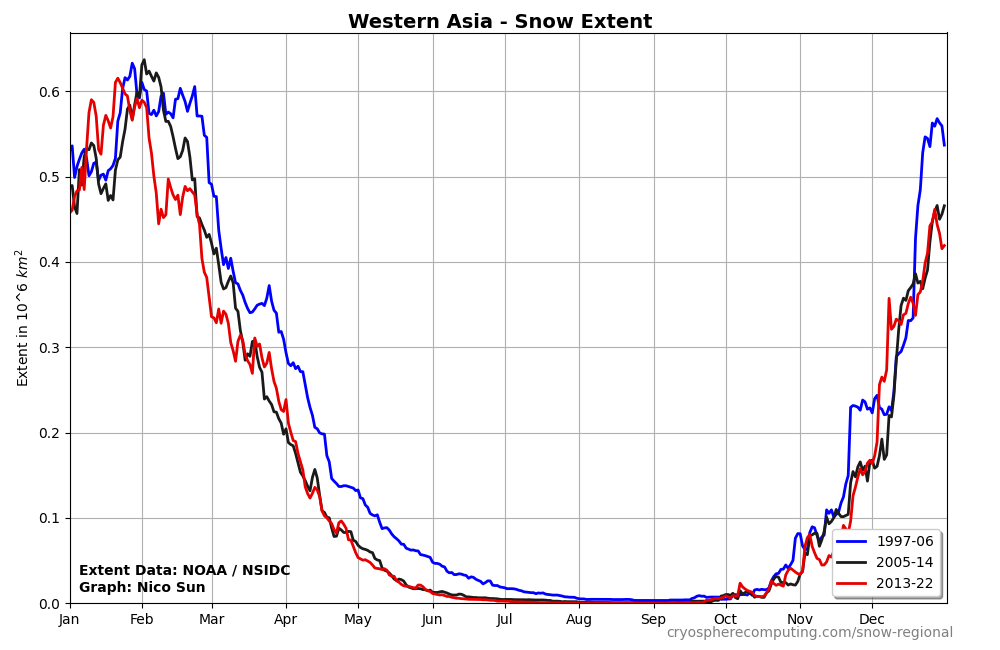 Western Asia - Snow Extent
Extent in 10^6 km²
0.6
0.5
0.4
0.3
0.2
0.1
0.0
Extent Data: NOAA / NSIDC
Graph: Nico Sun
1997-06
2005-14
2013-22
Jan Feb Mar Apr May Jun Jul Aug Sep Oct Nov Dec
cryospherecomputing.com/snow-regional